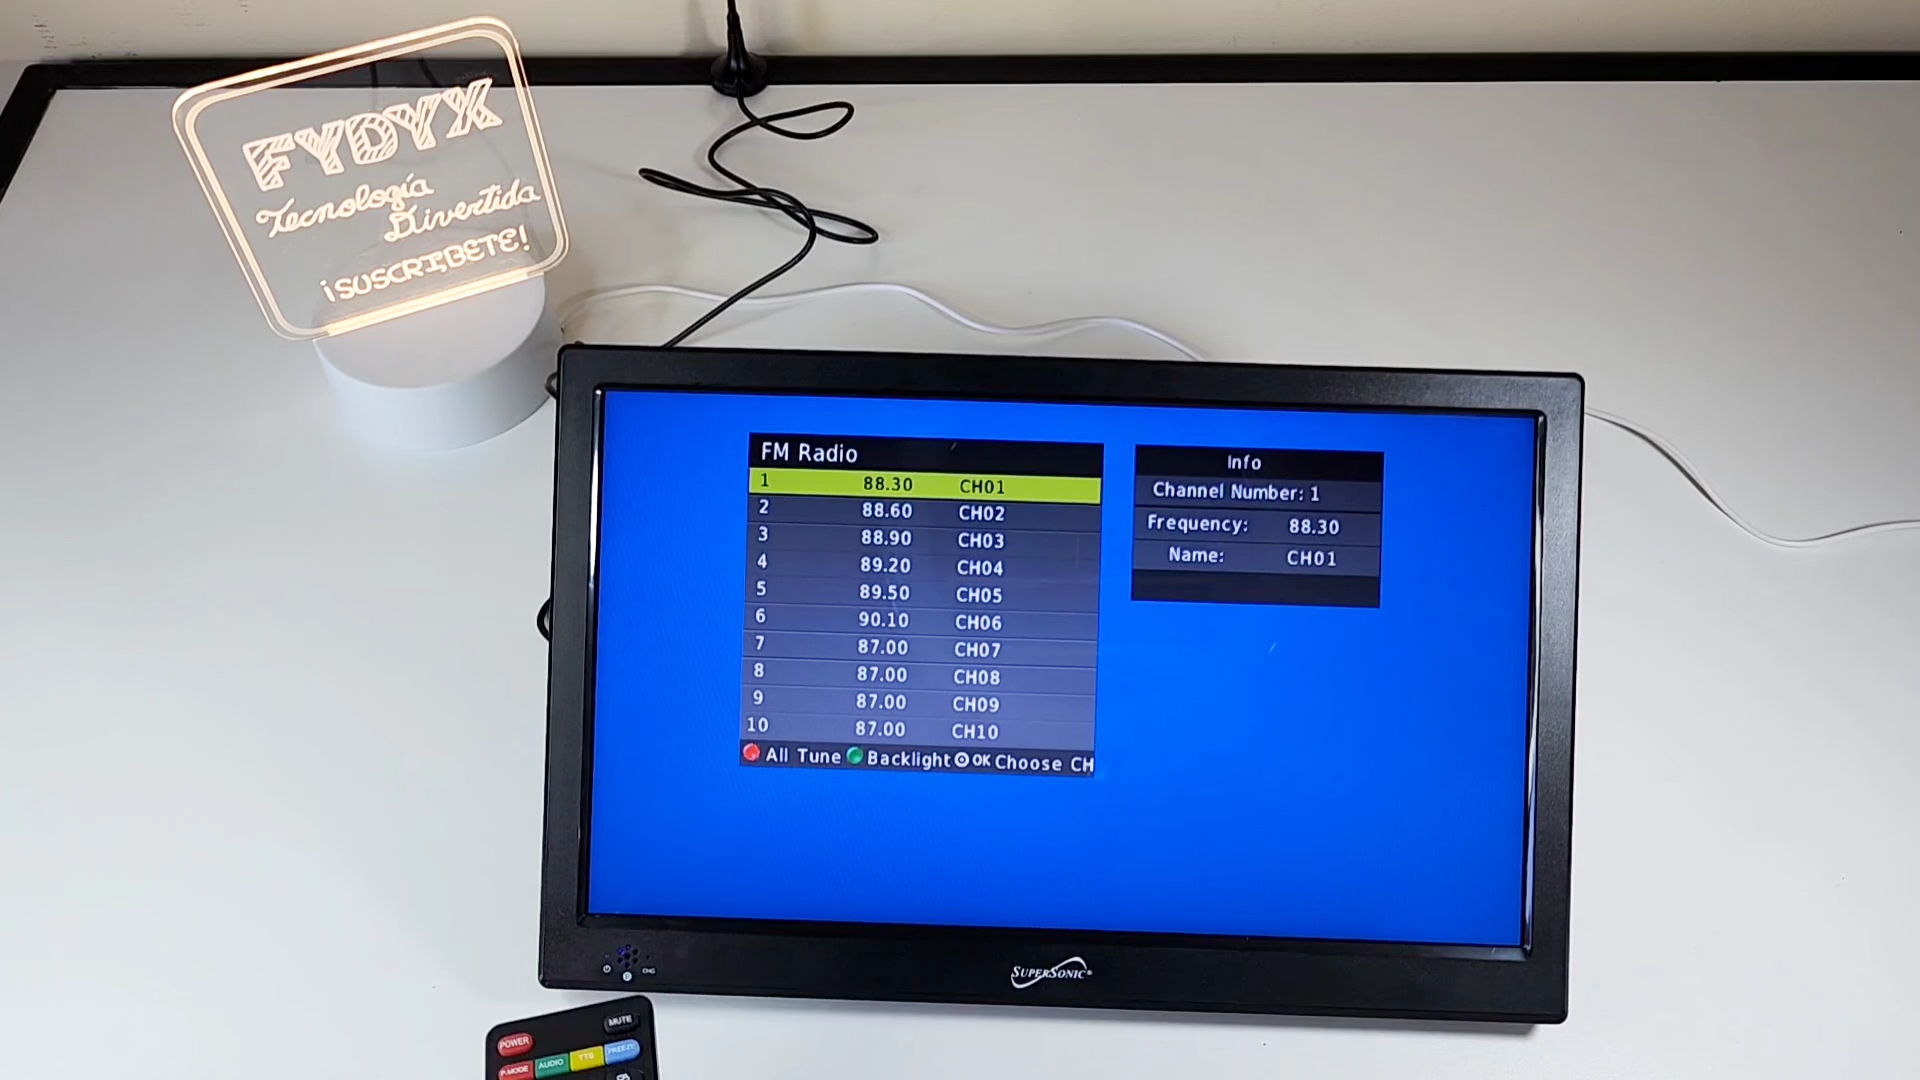 FYDYX
Tecnología
Divertida
¡SUSCRIBETE!
FM Radio
1 88.30 CH01
2 88.60 CH02
3 88.90 CH03
4 89.20 CH04
5 89.50 CH05
6 90.10 CH06
7 87.00 CH07
8 87.00 CH08
9 87.00 CH09
10 87.00 CH10
All Tune Backlight OK Choose CH
Info
Channel Number: 1
Frequency: 88.30
Name: CH01
CHG
SUPERSONIC®
MUTE
POWER
P.MODE AUDIO TTS FREEZE